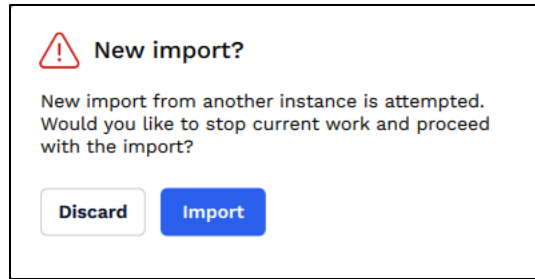 New import?
New import from another instance is attempted.
Would you like to stop current work and proceed
with the import?
Discard
Import